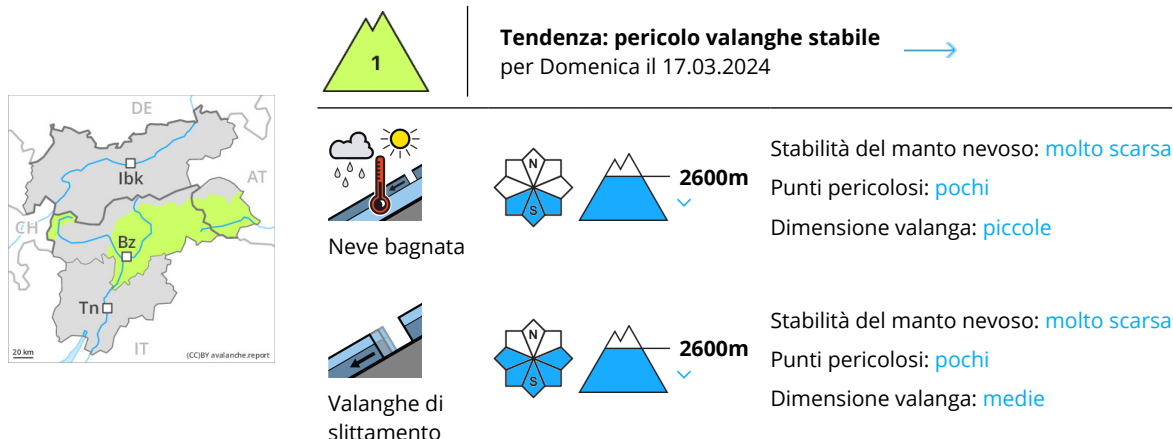 1
Tendenza: pericolo valanghe stabile
per Domenica il 17.03.2024
DE
Ibk
AT
CH
Bz
Tn
IT
20 km
(CC)BY avalanche.report
Neve bagnata
N
S
2600m
Stabilità del manto nevoso: molto scarsa
Punti pericolosi: pochi
Dimensione valanga: piccole
Valanghe di
slittamento
N
S
2600m
Stabilità del manto nevoso: molto scarsa
Punti pericolosi: pochi
Dimensione valanga: medie